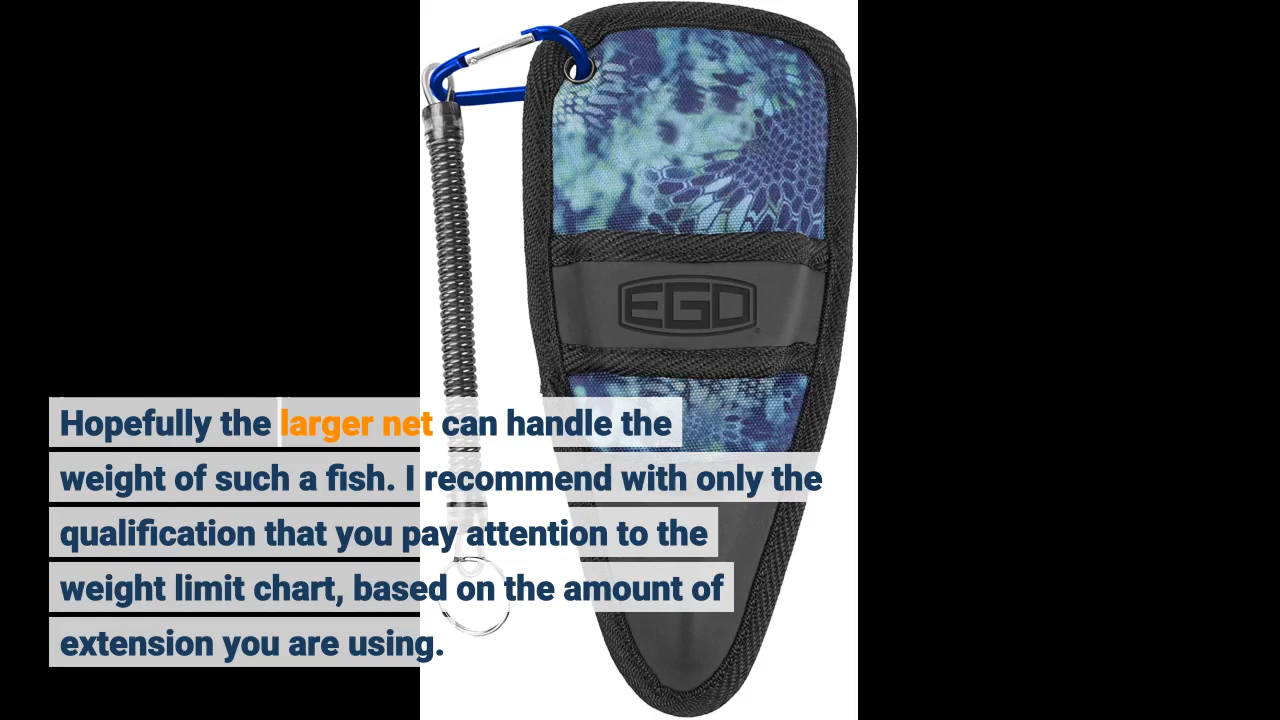 EGO
Hopefully the larger net can handle the
weight of such a fish. I recommend with only the
qualification that you pay attention to the
weight limit chart, based on the amount of
extension you are using.